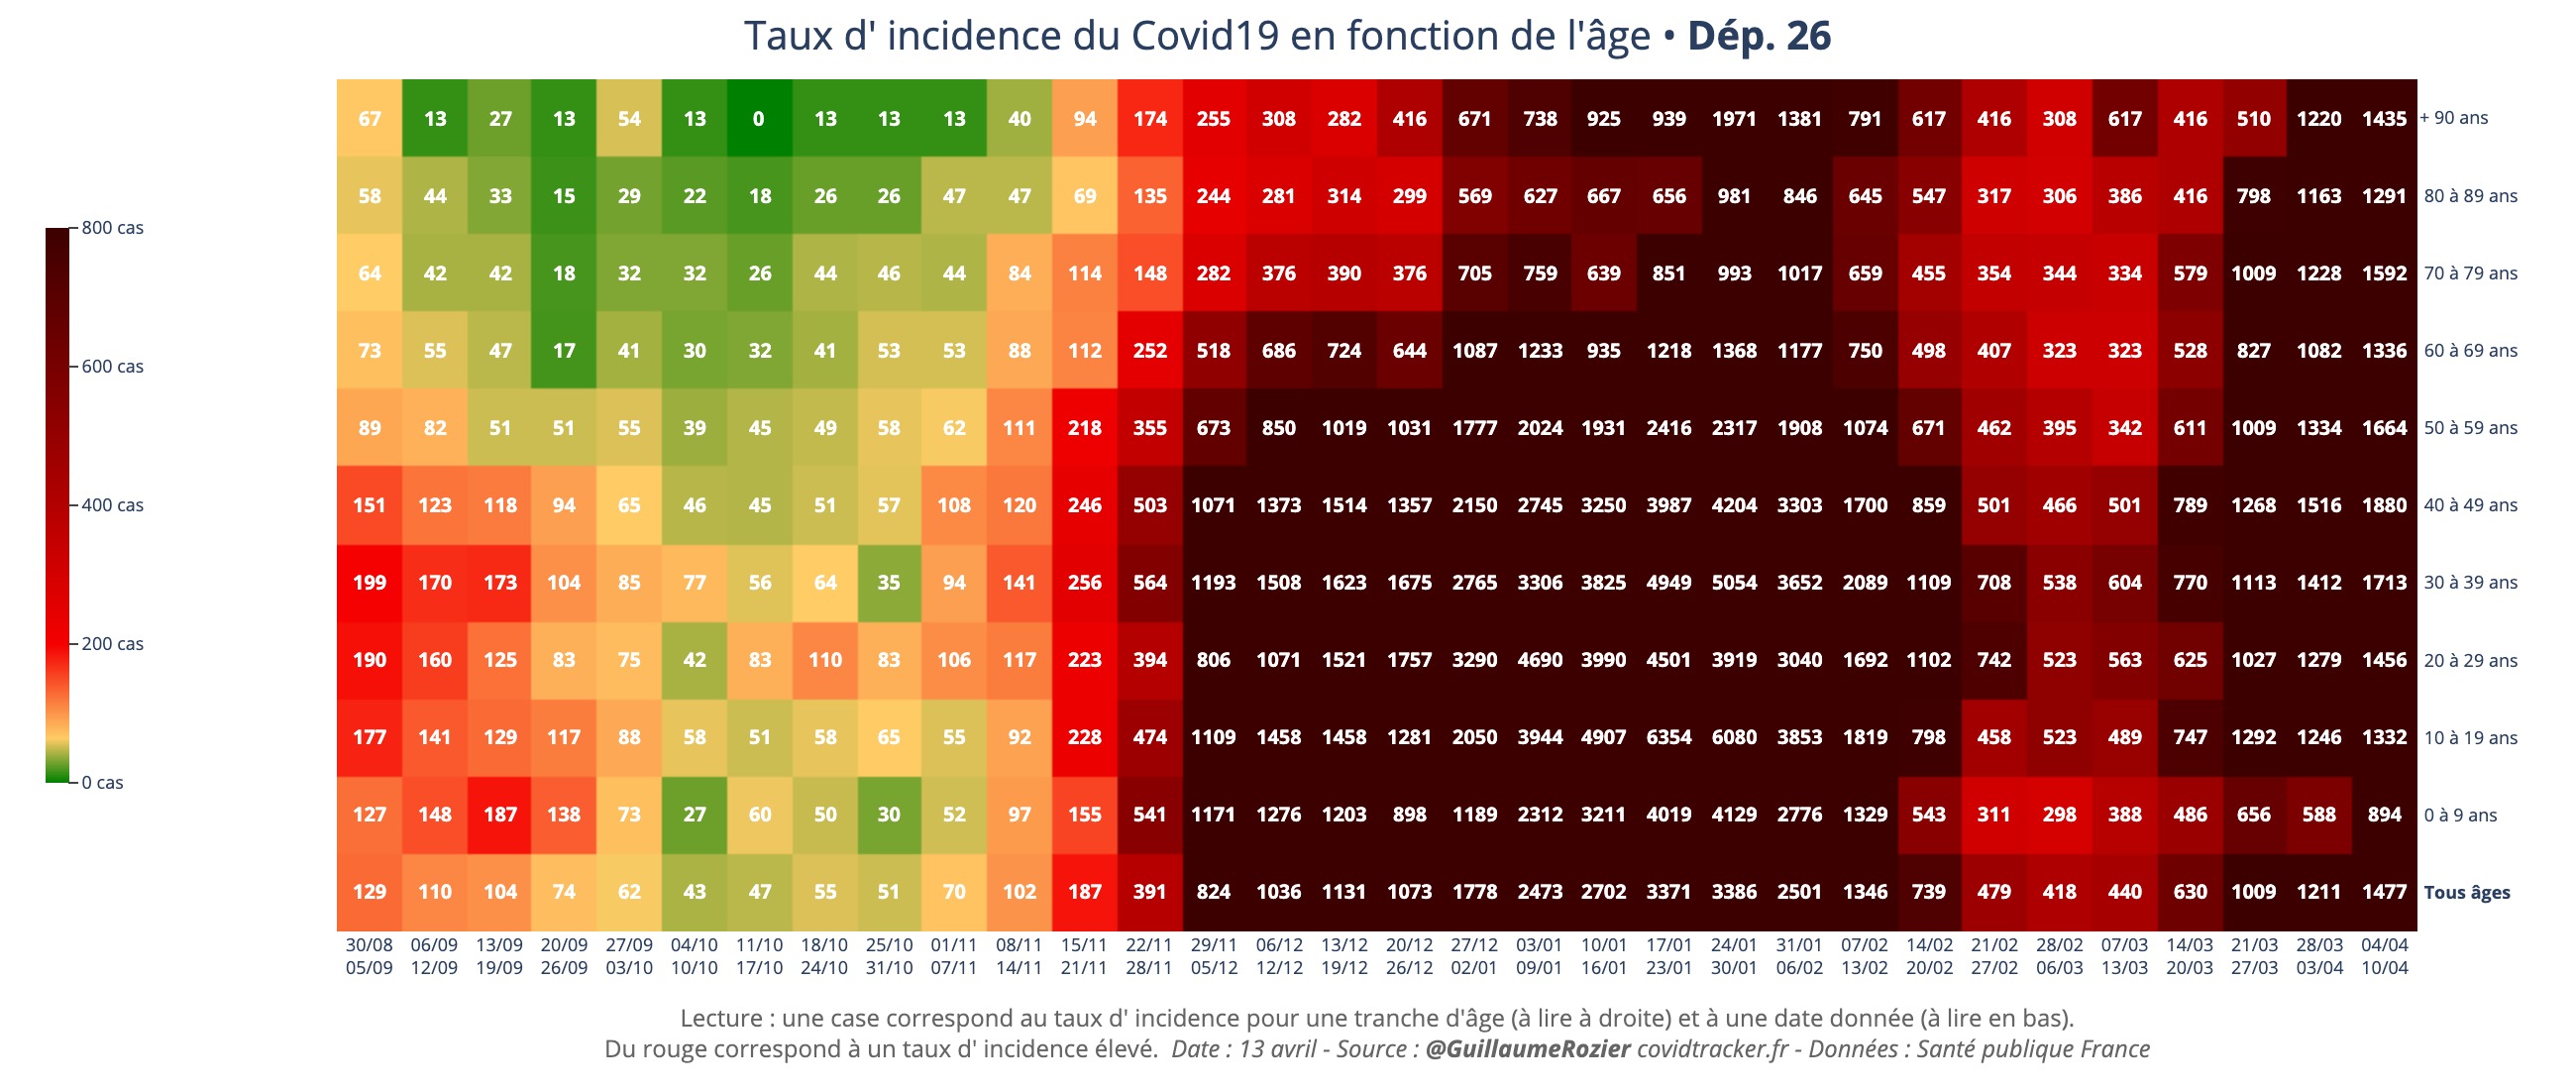 Taux d' incidence du Covid19 en fonction de l'âge • Dép. 26
67 13 27 13 54 13 0 13 13 13 40 94 174 255 308 282 416 671 738 925 939 1971 1381 791 617 416 308 617 416 510 1220 1435 + 90 ans
58 44 33 15 29 22 18 26 26 47 47 69 135 244 281 314 299 569 627 667 656 981 846 645 547 317 306 386 416 798 1163 1291 80 à 89 ans
800 cas
64 42 42 18 32 32 26 44 46 44 84 114 148 282 376 390 376 705 759 639 851 993 1017 659 455 354 344 334 579 1009 1228 1592 70 à 79 ans
73 55 47 17 41 30 32 41 53 53 88 112 252 518 686 724 644 1087 1233 935 1218 1368 1177 750 498 407 323 323 528 827 1082 1336 60 à 69 ans
600 cas
89 82 51 51 55 39 45 49 58 62 111 218 355 673 850 1019 1031 1777 2024 1931 2416 2317 1908 1074 671 462 395 342 611 1009 1334 1664 50 à 59 ans
400 cas
151 123 118 94 65 46 45 51 57 108 120 246 503 1071 1373 1514 1357 2150 2745 3250 3987 4204 3303 1700 859 501 466 501 789 1268 1516 1880 40 à 49 ans
199 170 173 104 85 77 56 64 35 94 141 256 564 1193 1508 1623 1675 2765 3306 3825 4949 5054 3652 2089 1109 708 538 604 770 1113 1412 1713 30 à 39 ans
200 cas
190 160 125 83 75 42 83 110 83 106 117 223 394 806 1071 1521 1757 3290 4690 3990 4501 3919 3040 1692 1102 742 523 563 625 1027 1279 1456 20 à 29 ans
177 141 129 117 88 58 51 58 65 55 92 228 474 1109 1458 1458 1281 2050 3944 4907 6354 6080 3853 1819 798 458 523 489 747 1292 1246 1332 10 à 19 ans
0 cas
127 148 187 138 73 27 60 50 30 52 97 155 541 1171 1276 1203 898 1189 2312 3211 4019 4129 2776 1329 543 311 298 388 486 656 588 894 0 à 9 ans
129 110 104 74 62 43 47 55 51 70 102 187 391 824 1036 1131 1073 1778 2473 2702 3371 3386 2501 1346 739 479 418 440 630 1009 1211 1477 Tous âges
30/08 06/09 13/09 20/09 27/09 04/10 11/10 18/10 25/10 01/11 08/11 15/11 22/11 29/11 06/12 13/12 20/12 27/12 03/01 10/01 17/01 24/01 31/01 07/02 14/02 21/02 28/02 07/03 14/03 21/03 28/03 04/04
05/09 12/09 19/09 26/09 03/10 10/10 17/10 24/10 31/10 07/11 14/11 21/11 28/11 05/12 12/12 19/12 26/12 02/01 09/01 16/01 23/01 30/01 06/02 13/02 20/02 27/02 06/03 13/03 20/03 27/03 03/04 10/04
Lecture : une case correspond au taux d' incidence pour une tranche d'âge (à lire à droite) et à une date donnée (à lire en bas).
Du rouge correspond à un taux d' incidence élevé. Date : 13 avril - Source : @GuillaumeRozier covidtracker.fr - Données : Santé publique France